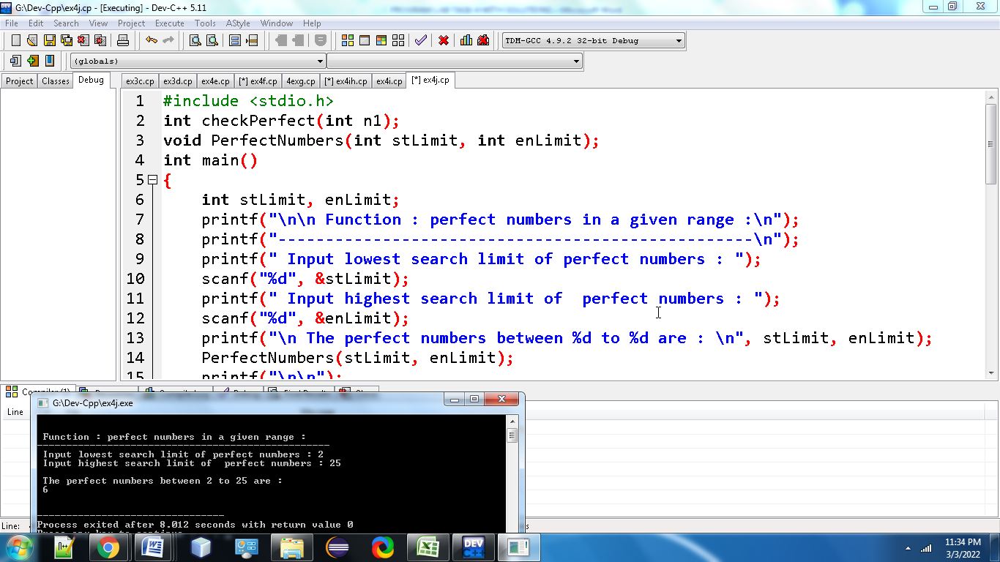 G:\Dev-Cpp\ex4j.cp - [Executing] - Dev-C++ 5.11
File Edit Search View Project Execute Tools AStyle Window Help
TDM-GCC 4.9.2 32-bit Debug
(globals)
Project Classes Debug
ex3c.cp ex3d.cp ex4e.cp [*] ex4f.cp 4exg.cp [*] ex4ih.cp ex4i.cp [*] ex4j.cp
1 #include <stdio.h>
2 int checkPerfect(int n1);
3 void PerfectNumbers(int stLimit, int enLimit);
4 int main()
5 {
6 int stLimit, enLimit;
7 printf("\n\n Function : perfect numbers in a given range :\n");
8 printf("--------------------------------------------------\n");
9 printf(" Input lowest search limit of perfect numbers : ");
10 scanf("%d", &stLimit);
11 printf(" Input highest search limit of  perfect numbers : ");
12 scanf("%d", &enLimit);
13 printf("\n The perfect numbers between %d to %d are : \n", stLimit, enLimit);
14 PerfectNumbers(stLimit, enLimit);
15 printf("\n\n");
Line
G:\Dev-Cpp\ex4j.exe
Function : perfect numbers in a given range :
--------------------------------------------------
Input lowest search limit of perfect numbers : 2
Input highest search limit of  perfect numbers : 25
The perfect numbers between 2 to 25 are :
6
--------------------------------
Process exited after 8.012 seconds with return value 0
Line:
11:34 PM
3/3/2022